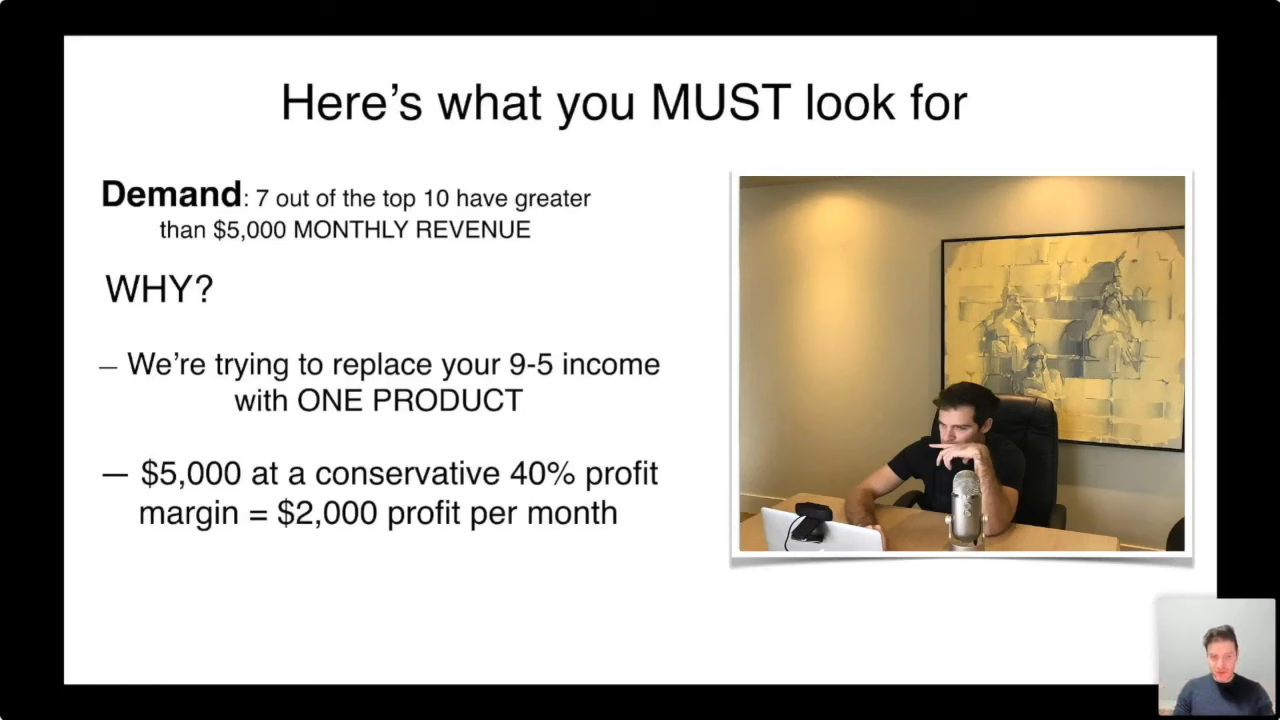 Here’s what you MUST look for
Demand: 7 out of the top 10 have greater
than $5,000 MONTHLY REVENUE
WHY?
– We’re trying to replace your 9-5 income
with ONE PRODUCT
— $5,000 at a conservative 40% profit
margin = $2,000 profit per month